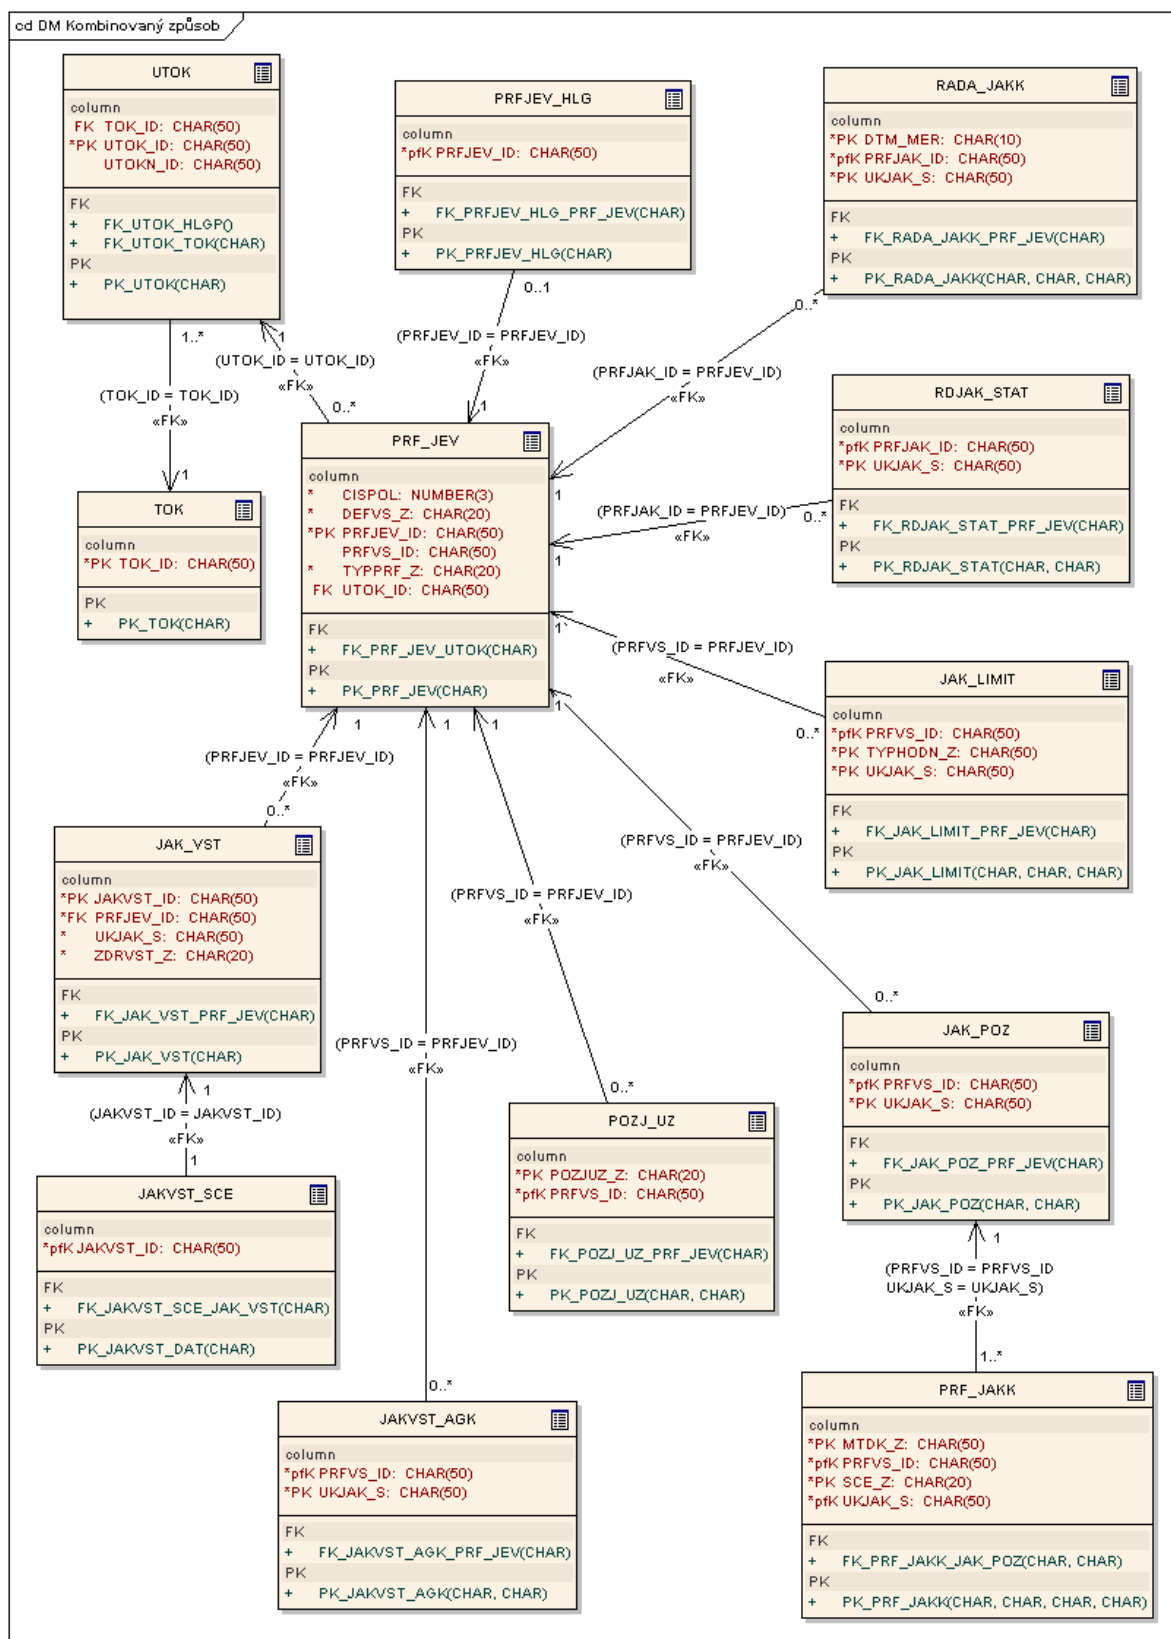 cd DM Kombinovaný způsob
UTOK
column
FK TOK_ID: CHAR(50)
*PK UTOK_ID: CHAR(50)
UTOKN_ID: CHAR(50)
FK
+ FK_UTOK_HLGP()
+ FK_UTOK_TOK(CHAR)
PK
+ PK_UTOK(CHAR)
PRFJEV_HLG
column
*pfK PRFJEV_ID: CHAR(50)
FK
+ FK_PRFJEV_HLG_PRF_JEV(CHAR)
PK
+ PK_PRFJEV_HLG(CHAR)
RADA_JAKK
column
*PK DTM_MER: CHAR(10)
*pfK PRFJAK_ID: CHAR(50)
*PK UKJAK_S: CHAR(50)
FK
+ FK_RADA_JAKK_PRF_JEV(CHAR)
PK
+ PK_RADA_JAKK(CHAR, CHAR, CHAR)
1..*
(TOK_ID = TOK_ID)
«FK»
1
1
(UTOK_ID = UTOK_ID)
«FK»
0..*
0..1
(PRFJEV_ID = PRFJEV_ID)
«FK»
1
0..*
(PRFJAK_ID = PRFJEV_ID)
«FK»
1
RDJAK_STAT
column
*pfK PRFJAK_ID: CHAR(50)
*PK UKJAK_S: CHAR(50)
FK
+ FK_RDJAK_STAT_PRF_JEV(CHAR)
PK
+ PK_RDJAK_STAT(CHAR, CHAR)
TOK
column
*PK TOK_ID: CHAR(50)
PK
+ PK_TOK(CHAR)
PRF_JEV
column
* CISPOL: NUMBER(3)
* DEFVS_Z: CHAR(20)
*PK PRFJEV_ID: CHAR(50)
PRFVS_ID: CHAR(50)
* TYPPRF_Z: CHAR(20)
FK UTOK_ID: CHAR(50)
FK
+ FK_PRF_JEV_UTOK(CHAR)
PK
+ PK_PRF_JEV(CHAR)
(PRFJAK_ID = PRFJEV_ID)
0..*
«FK»
1
1
(PRFVS_ID = PRFJEV_ID)
«FK»
0..*
JAK_LIMIT
column
*pfK PRFVS_ID: CHAR(50)
*PK TYPHODN_Z: CHAR(50)
*PK UKJAK_S: CHAR(50)
FK
+ FK_JAK_LIMIT_PRF_JEV(CHAR)
PK
+ PK_JAK_LIMIT(CHAR, CHAR, CHAR)
1
(PRFJEV_ID = PRFJEV_ID)
«FK»
0..*
1
(PRFVS_ID = PRFJEV_ID)
«FK»
0..*
1
(PRFVS_ID = PRFJEV_ID)
«FK»
0..*
1
(PRFVS_ID = PRFJEV_ID)
«FK»
0..*
JAK_VST
column
*PK JAKVST_ID: CHAR(50)
*FK PRFJEV_ID: CHAR(50)
* UKJAK_S: CHAR(50)
* ZDRVST_Z: CHAR(20)
FK
+ FK_JAK_VST_PRF_JEV(CHAR)
PK
+ PK_JAK_VST(CHAR)
1
(JAKVST_ID = JAKVST_ID)
«FK»
1
JAKVST_SCE
column
*pfK JAKVST_ID: CHAR(50)
FK
+ FK_JAKVST_SCE_JAK_VST(CHAR)
PK
+ PK_JAKVST_DAT(CHAR)
POZJ_UZ
column
*PK POZJUZ_Z: CHAR(20)
*pfK PRFVS_ID: CHAR(50)
FK
+ FK_POZJ_UZ_PRF_JEV(CHAR)
PK
+ PK_POZJ_UZ(CHAR, CHAR)
JAK_POZ
column
*pfK PRFVS_ID: CHAR(50)
*PK UKJAK_S: CHAR(50)
FK
+ FK_JAK_POZ_PRF_JEV(CHAR)
PK
+ PK_JAK_POZ(CHAR, CHAR)
1
(PRFVS_ID = PRFVS_ID
UKJAK_S = UKJAK_S)
«FK»
1..*
JAKVST_AGK
column
*pfK PRFVS_ID: CHAR(50)
*PK UKJAK_S: CHAR(50)
FK
+ FK_JAKVST_AGK_PRF_JEV(CHAR)
PK
+ PK_JAKVST_AGK(CHAR, CHAR)
PRF_JAKK
column
*PK MTDK_Z: CHAR(50)
*pfK PRFVS_ID: CHAR(50)
*PK SCE_Z: CHAR(20)
*pfK UKJAK_S: CHAR(50)
FK
+ FK_PRF_JAKK_JAK_POZ(CHAR, CHAR)
PK
+ PK_PRF_JAKK(CHAR, CHAR, CHAR, CHAR)